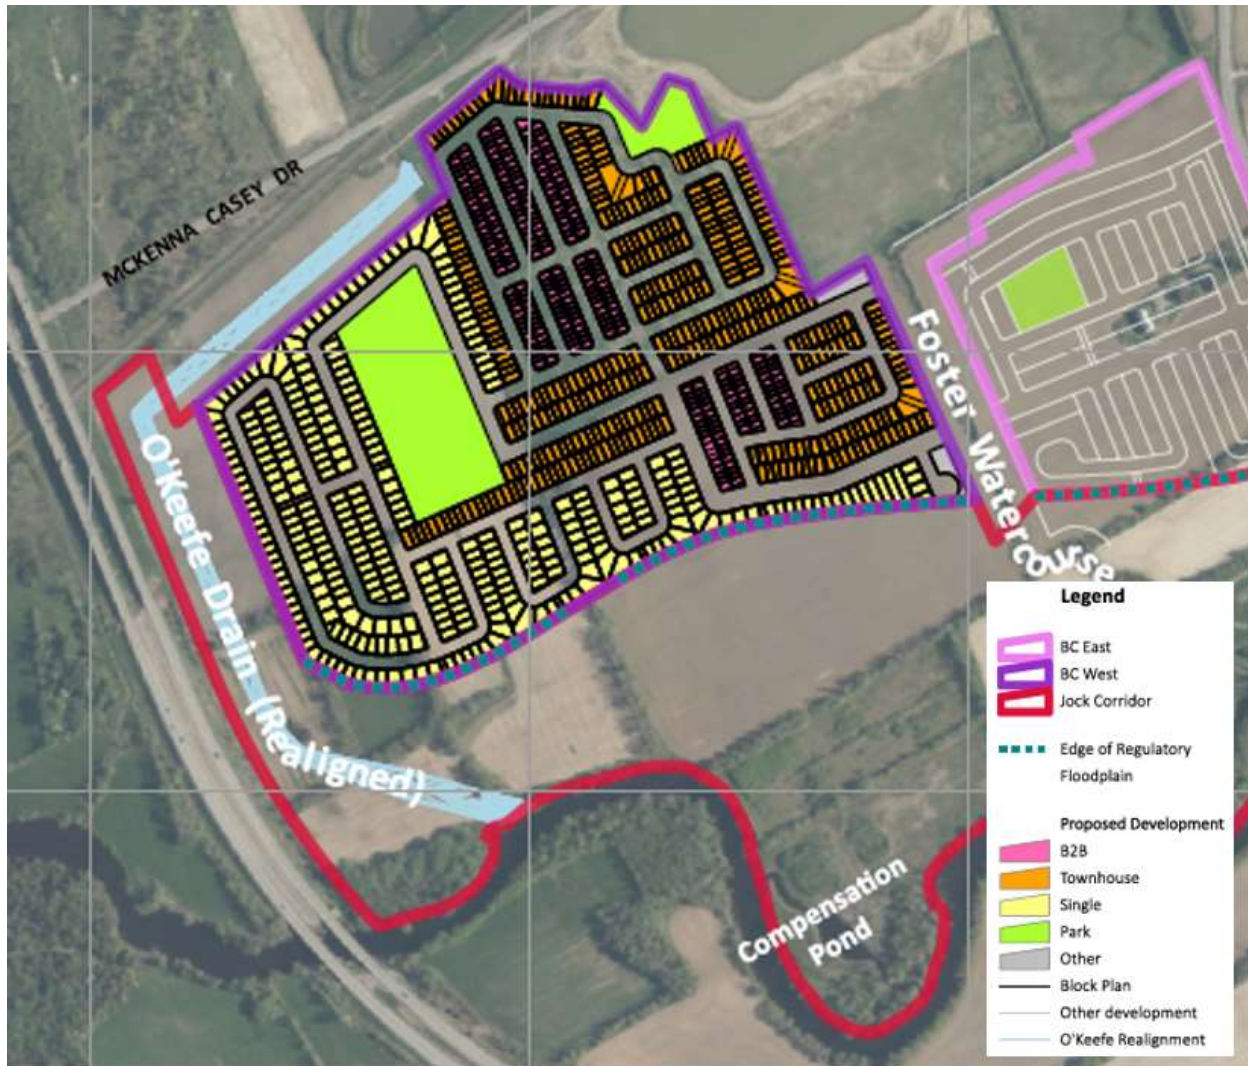 MCKENNA CASEY DR
O'Keefe Drain (Realigned)
Foster Watercourse
Compensation
Pond
Legend
BC East
BC West
Jock Corridor
Edge of Regulatory
Floodplain
Proposed Development
B2B
Townhouse
Single
Park
Other
Block Plan
Other development
O'Keefe Realignment